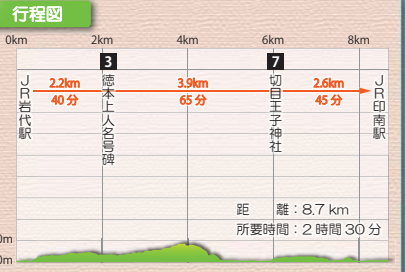 行程図
0km 2km 4km 6km 8km
3 7
2.2km 3.9km 2.6km
40分 65分 45分
JR岩代駅
徳本上人名号碑
切目王子神社
JR印南駅
距　離：8.7km
所要時間：2時間30分
0m
0m